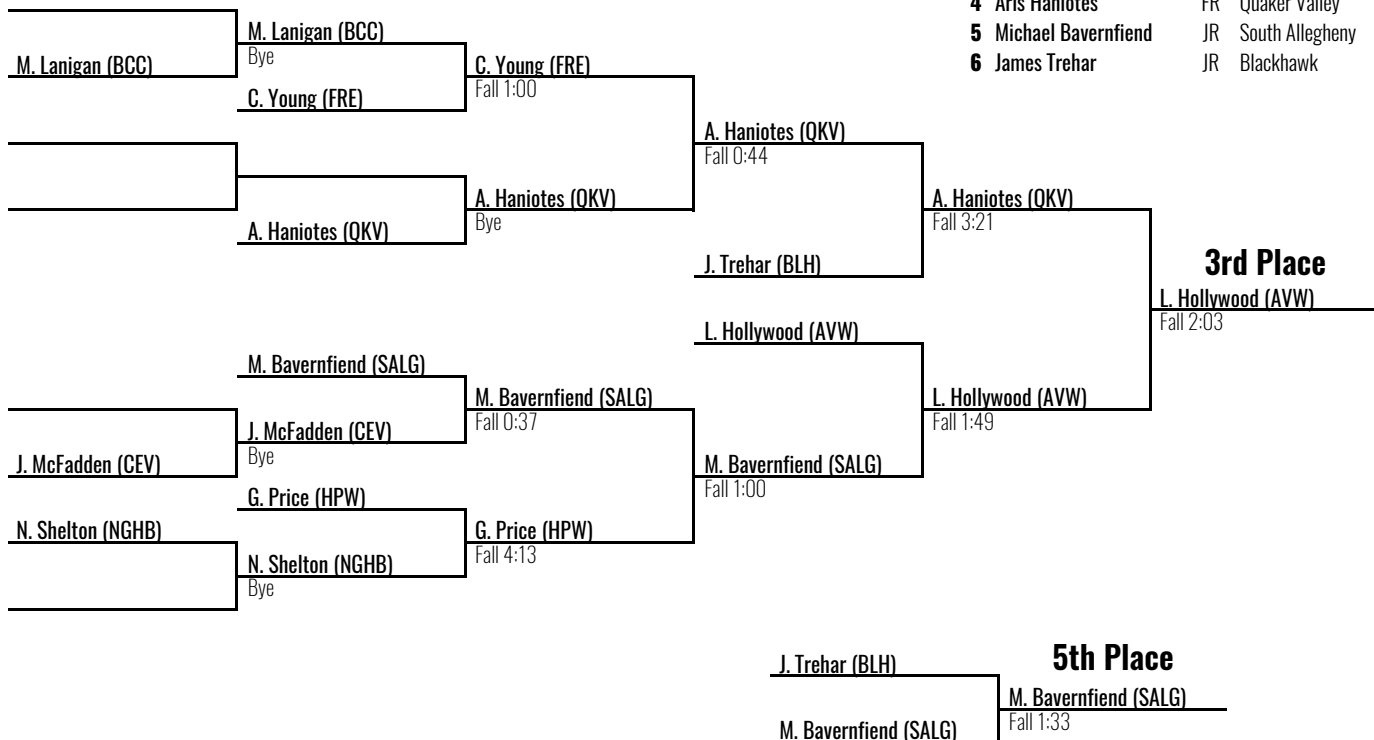 4 Aris Haniotes FR Quaker Valley
5 Michael Bavernfiend JR South Allegheny
6 James Trehar JR Blackhawk
M. Lanigan (BCC)
M. Lanigan (BCC)
Bye
C. Young (FRE)
C. Young (FRE)
Fall 1:00
A. Haniotes (QKV)
A. Haniotes (QKV)
Bye
A. Haniotes (QKV)
Fall 0:44
J. Trehar (BLH)
A. Haniotes (QKV)
Fall 3:21
3rd Place
L. Hollywood (AVW)
Fall 2:03
L. Hollywood (AVW)
L. Hollywood (AVW)
Fall 1:49
M. Bavernfiend (SALG)
M. Bavernfiend (SALG)
Fall 0:37
J. McFadden (CEV)
J. McFadden (CEV)
Bye
M. Bavernfiend (SALG)
Fall 1:00
G. Price (HPW)
G. Price (HPW)
Fall 4:13
N. Shelton (NGHB)
N. Shelton (NGHB)
Bye
5th Place
J. Trehar (BLH)
M. Bavernfiend (SALG)
Fall 1:33
M. Bavernfiend (SALG)